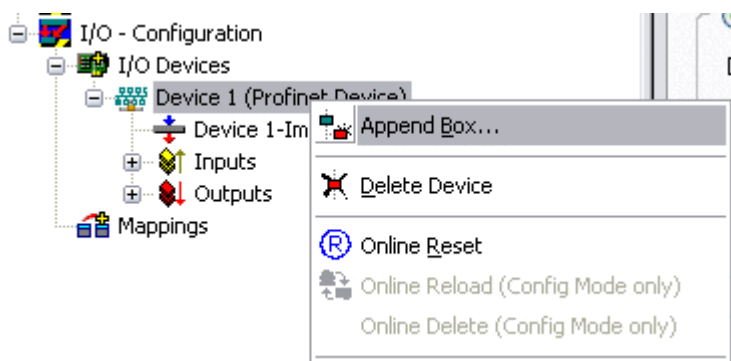 I/O - Configuration
I/O Devices
Device 1 (Profinet Device)
Device 1-Im
Inputs
Outputs
Mappings
Append Box...
Delete Device
R Online Reset
Online Reload (Config Mode only)
Online Delete (Config Mode only)